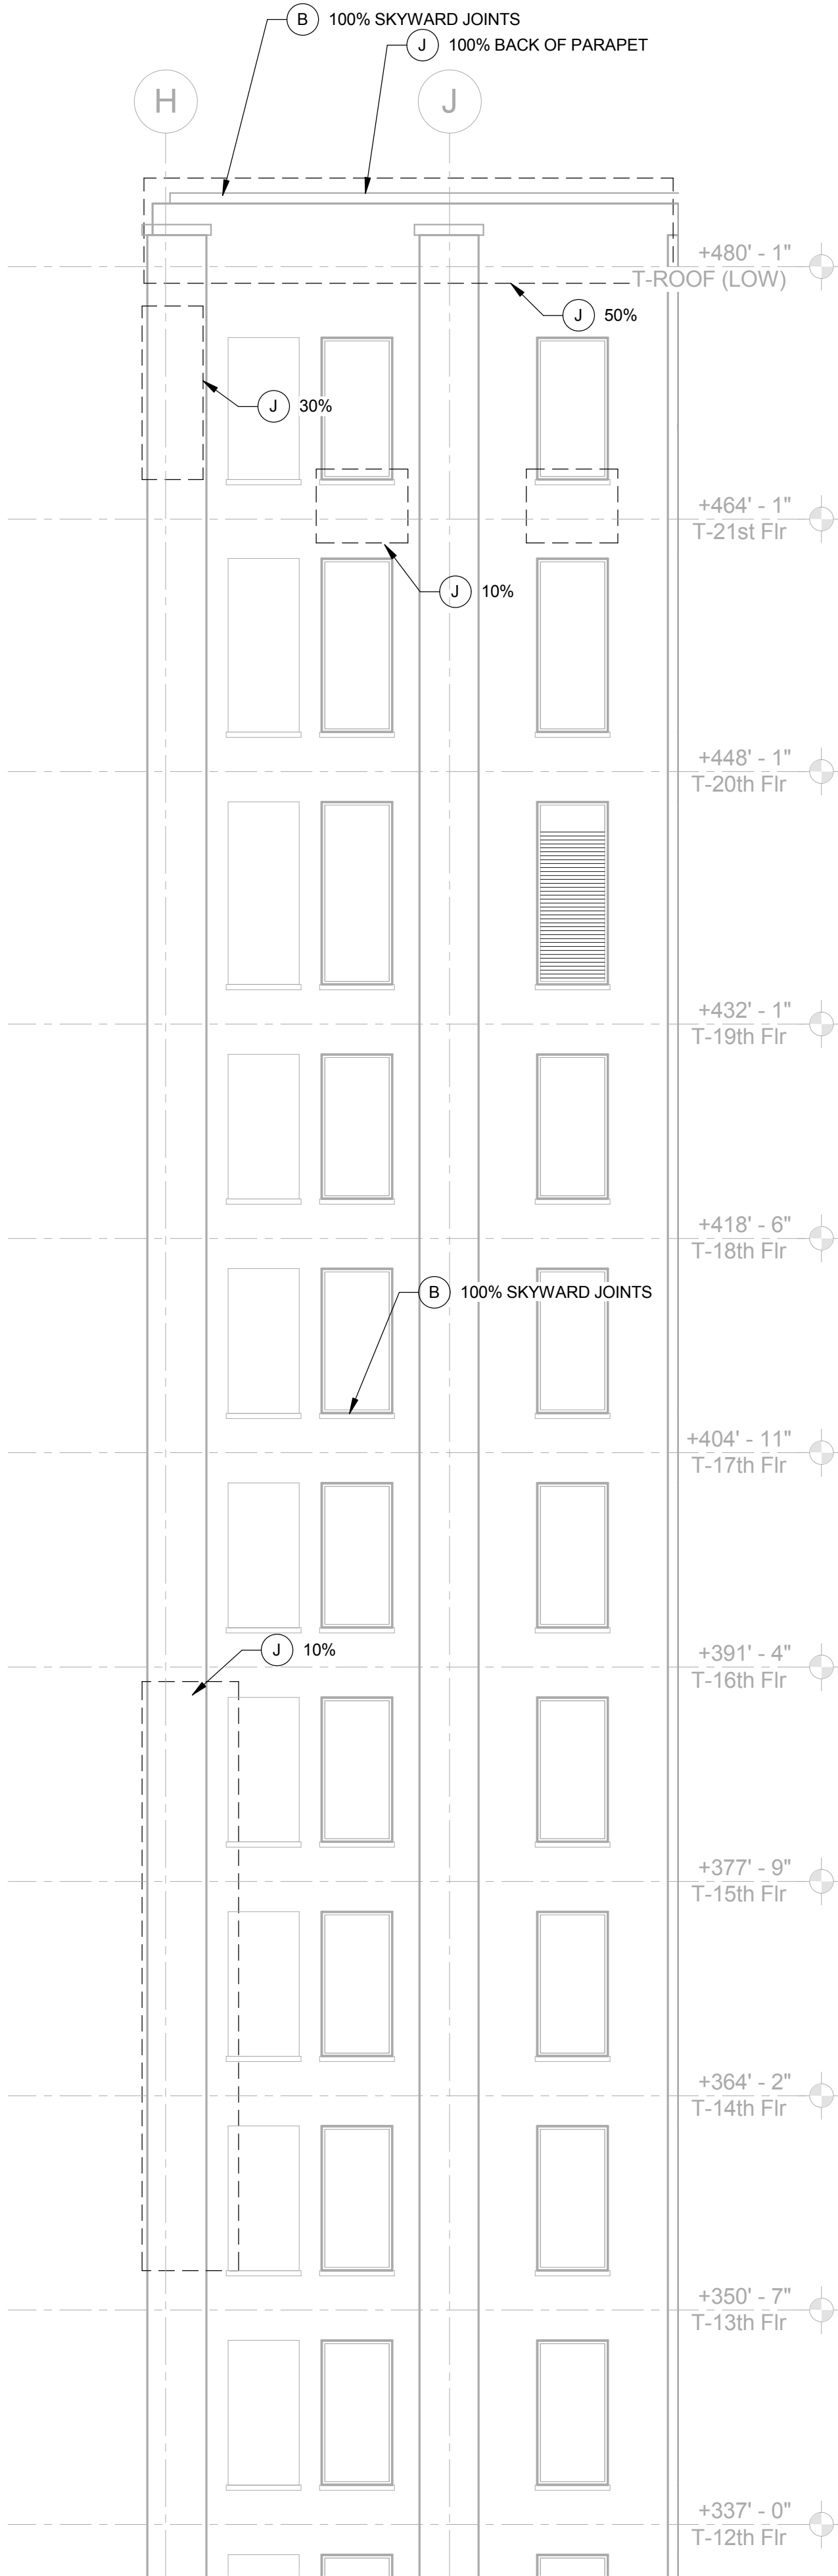 B 100% SKYWARD JOINTS
J 100% BACK OF PARAPET
H
J
+480' - 1"
T-ROOF (LOW)
J 50%
J 30%
+464' - 1"
T-21st Flr
J 10%
+448' - 1"
T-20th Flr
+432' - 1"
T-19th Flr
+418' - 6"
T-18th Flr
B 100% SKYWARD JOINTS
+404' - 11"
T-17th Flr
J 10%
+391' - 4"
T-16th Flr
+377' - 9"
T-15th Flr
+364' - 2"
T-14th Flr
+350' - 7"
T-13th Flr
+337' - 0"
T-12th Flr